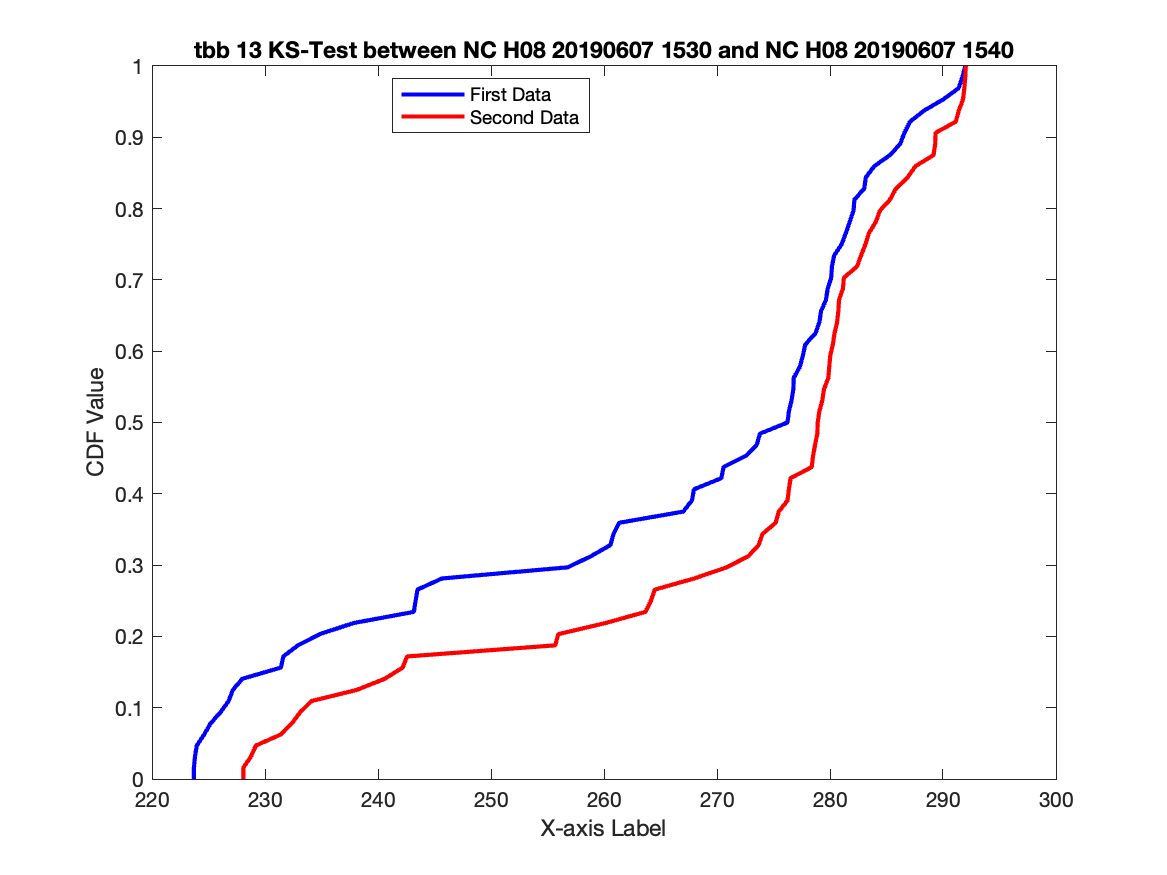 tbb 13 KS-Test between NC H08 20190607 1530 and NC H08 20190607 1540
First Data
Second Data
CDF Value
1
0.9
0.8
0.7
0.6
0.5
0.4
0.3
0.2
0.1
0
220 230 240 250 260 270 280 290 300
X-axis Label